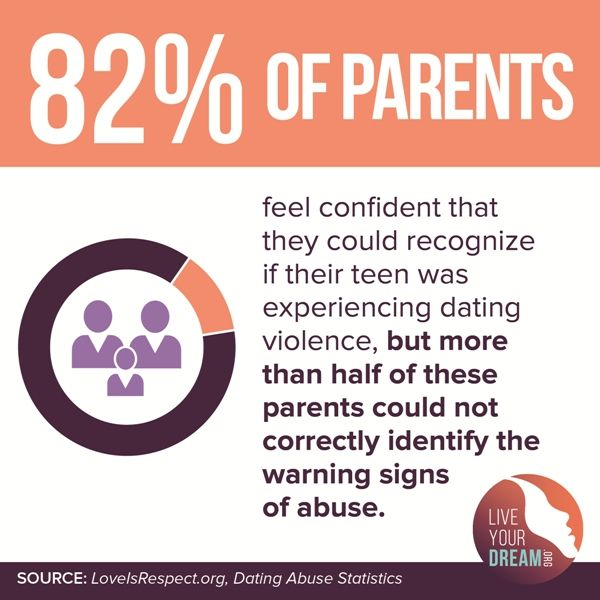 82% OF PARENTS
feel confident that
they could recognize
if their teen was
experiencing dating
violence, but more
than half of these
parents could not
correctly identify the
warning signs
of abuse.
LIVE
YOUR
DREAM.ORG
SOURCE: LoveIsRespect.org, Dating Abuse Statistics